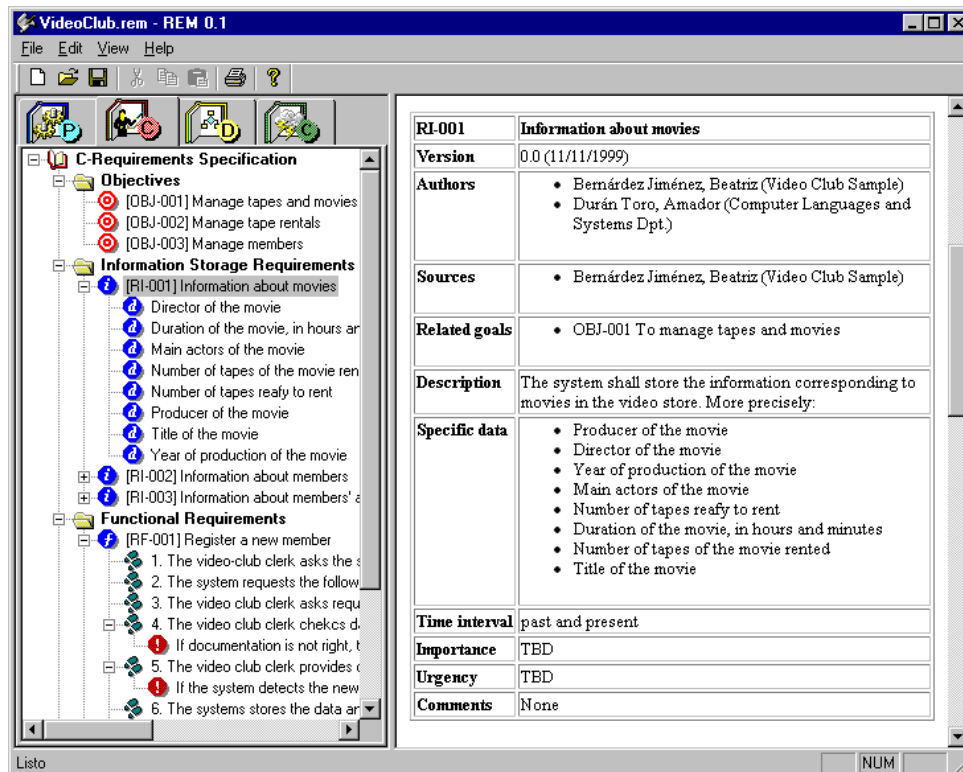 VideoClub.rem - REM 0.1
File Edit View Help
P C D C
C-Requirements Specification
Objectives
[OBJ-001] Manage tapes and movies
[OBJ-002] Manage tape rentals
[OBJ-003] Manage members
Information Storage Requirements
[RI-001] Information about movies
Director of the movie
Duration of the movie, in hours ar
Main actors of the movie
Number of tapes of the movie ren
Number of tapes reafy to rent
Producer of the movie
Title of the movie
Year of production of the movie
[RI-002] Information about members
[RI-003] Information about members' a
Functional Requirements
[RF-001] Register a new member
1. The video-club clerk asks the s
2. The system requests the follow
3. The video club clerk asks requ
4. The video club clerk chekcs d
If documentation is not right, t
5. The video club clerk provides c
If the system detects the new
6. The systems stores the data ar
RI-001 Information about movies
Version 0.0 (11/11/1999)
Authors • Bernárdez Jiménez, Beatriz (Video Club Sample)
• Durán Toro, Amador (Computer Languages and
Systems Dpt.)
Sources • Bernárdez Jiménez, Beatriz (Video Club Sample)
Related goals • OBJ-001 To manage tapes and movies
Description The system shall store the information corresponding to
movies in the video store. More precisely:
Specific data • Producer of the movie
• Director of the movie
• Year of production of the movie
• Main actors of the movie
• Number of tapes reafy to rent
• Duration of the movie, in hours and minutes
• Number of tapes of the movie rented
• Title of the movie
Time interval past and present
Importance TBD
Urgency TBD
Comments None
Listo NUM